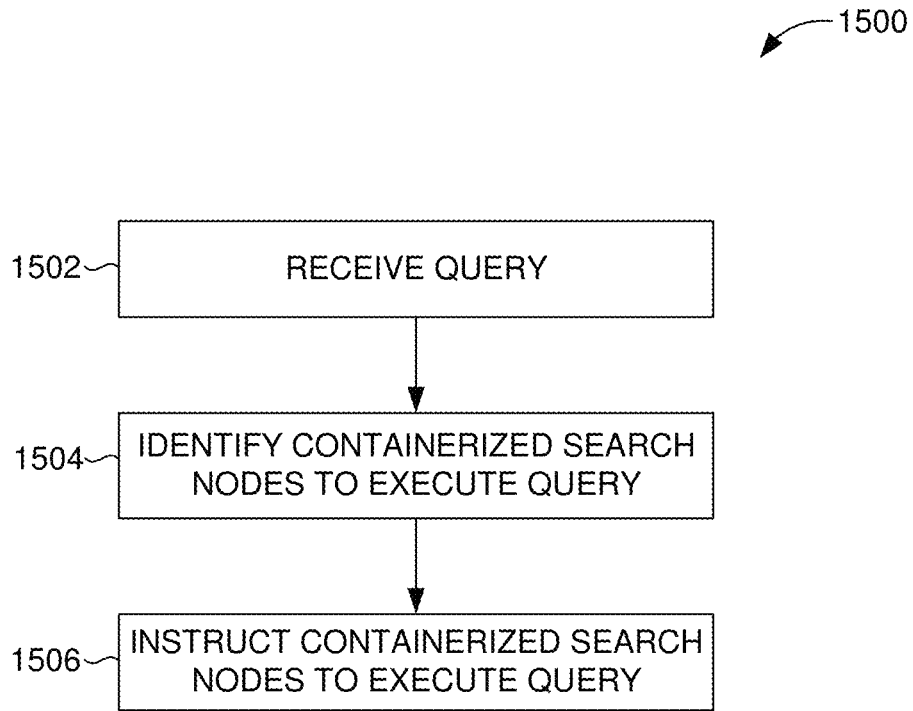 1500
1502
RECEIVE QUERY
1504
IDENTIFY CONTAINERIZED SEARCH
NODES TO EXECUTE QUERY
1506
INSTRUCT CONTAINERIZED SEARCH
NODES TO EXECUTE QUERY